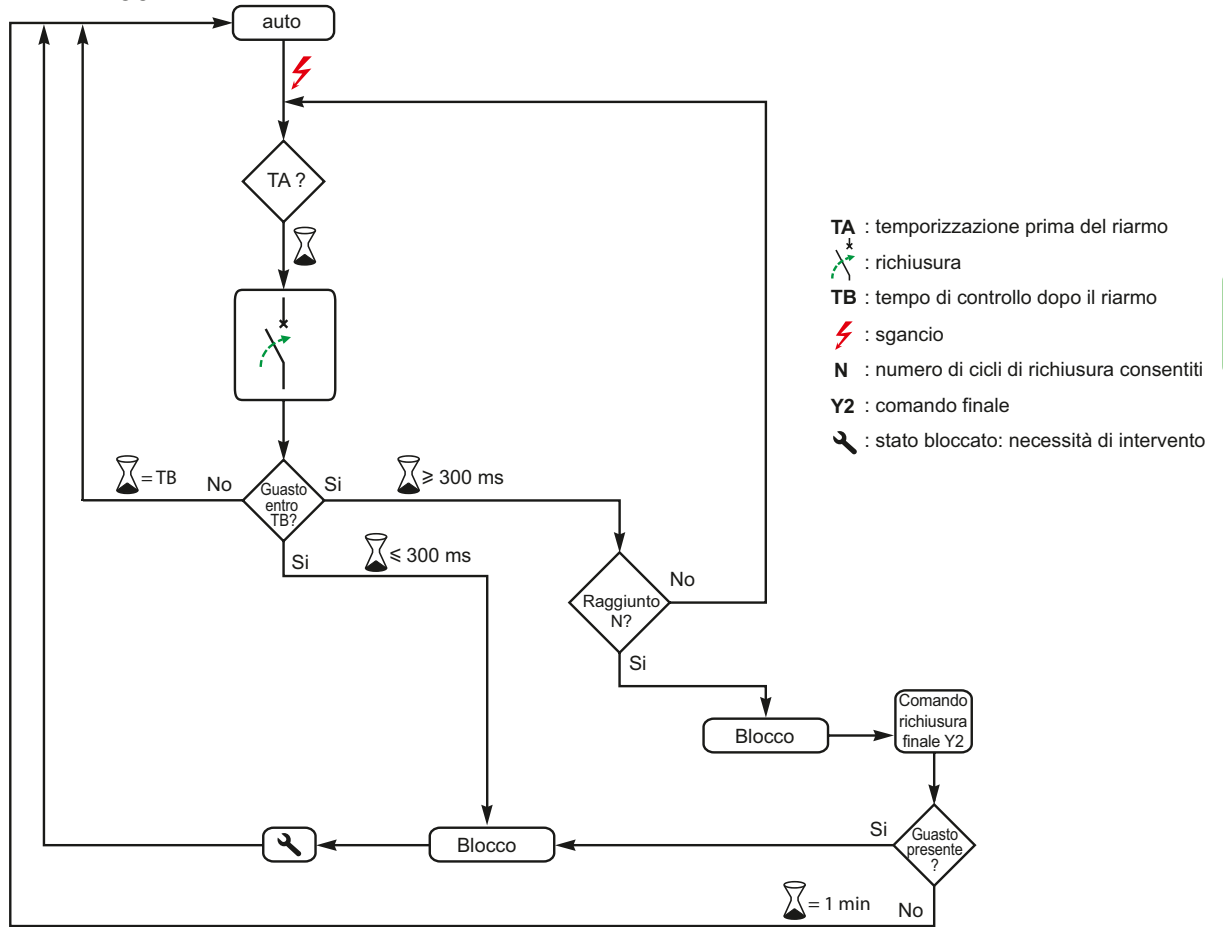 auto
TA ?
TA : temporizzazione prima del riarmo
: richiusura
TB : tempo di controllo dopo il riarmo
: sgancio
N : numero di cicli di richiusura consentiti
Y2 : comando finale
: stato bloccato: necessità di intervento
= TB
No
Guasto
entro
TB?
Si
≥ 300 ms
Si
≤ 300 ms
Raggiunto
N?
No
Si
Blocco
Comando
richiusura
finale Y2
Blocco
Si
Guasto
presente
?
= 1 min
No